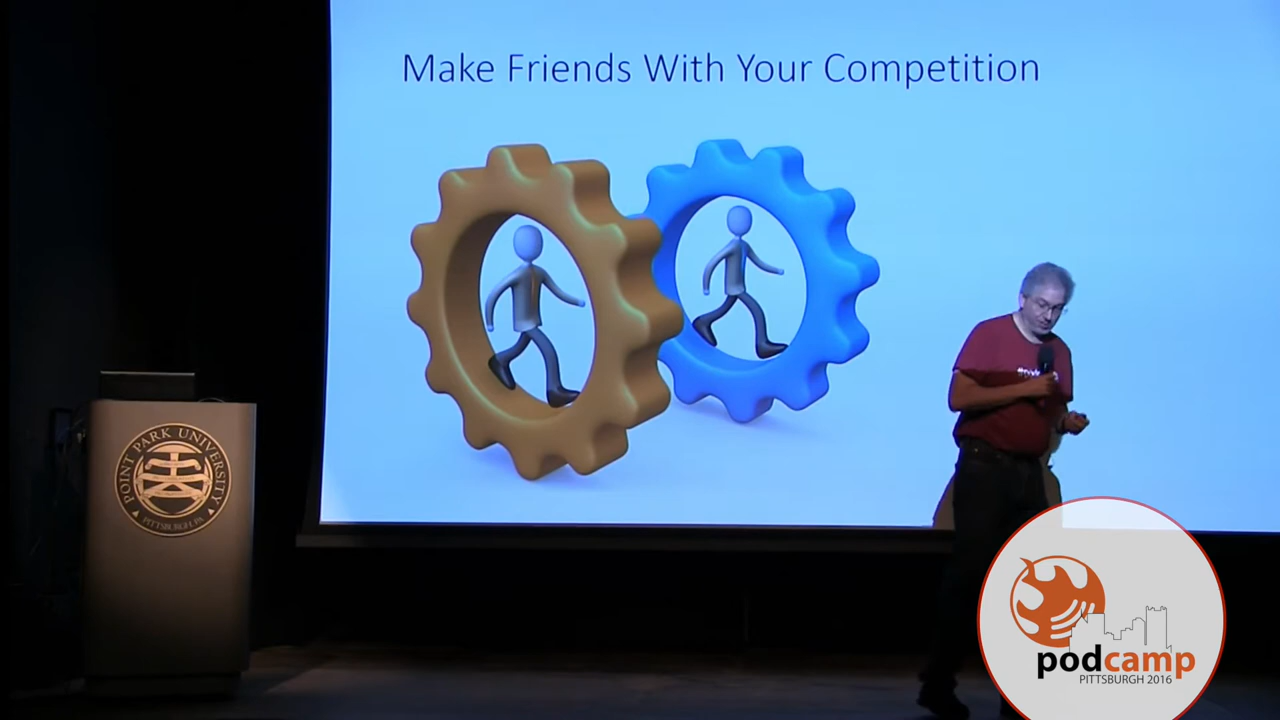 Make Friends With Your Competition
POINT PARK UNIVERSITY
PITTSBURGH, PA
podcamp
PITTSBURGH 2016